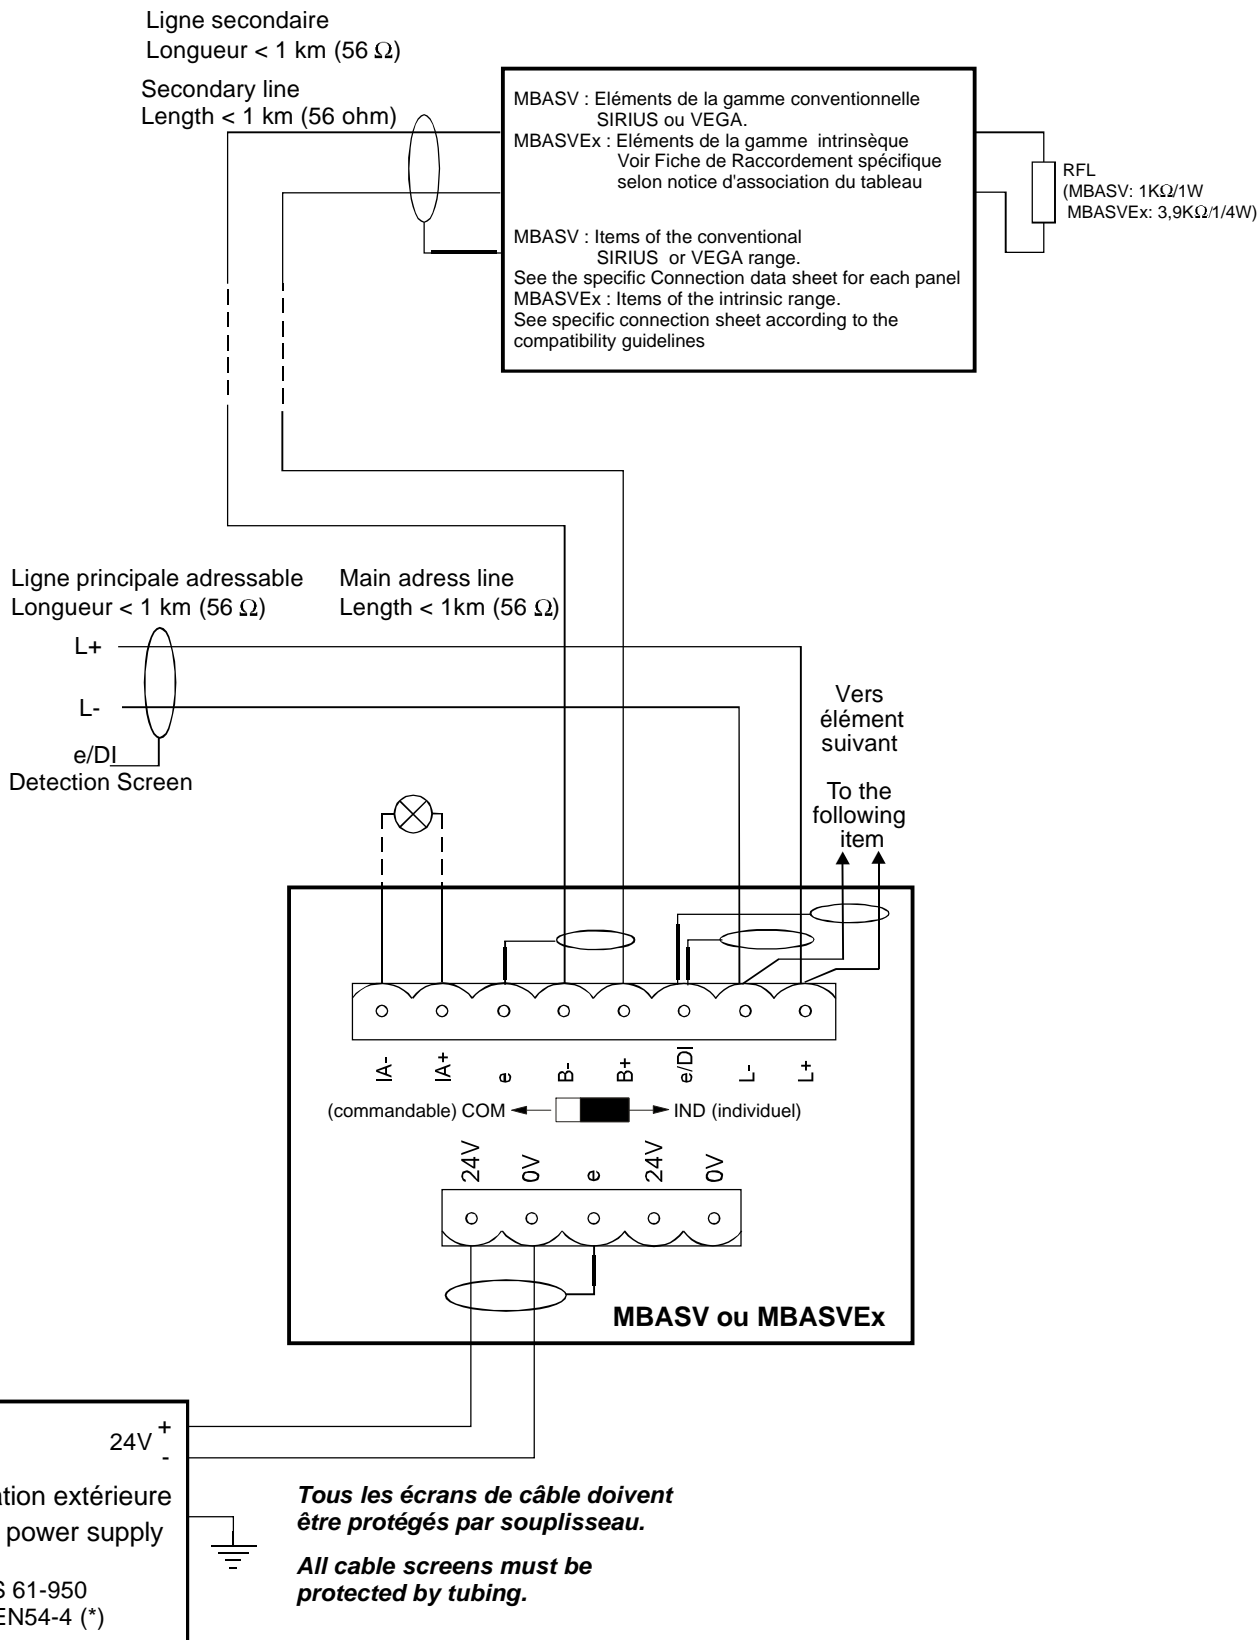 Ligne secondaire
Longueur < 1 km (56 Ω)
Secondary line
Length < 1 km (56 ohm)
MBASV : Eléments de la gamme conventionnelle
SIRIUS ou VEGA.
MBASVEx : Eléments de la gamme intrinsèque
Voir Fiche de Raccordement spécifique
selon notice d'association du tableau
MBASV : Items of the conventional
SIRIUS or VEGA range.
See the specific Connection data sheet for each panel
MBASVEx : Items of the intrinsic range.
See specific connection sheet according to the
compatibility guidelines
RFL
(MBASV: 1KΩ/1W
MBASVEx: 3,9KΩ/1/4W)
Ligne principale adressable
Longueur < 1 km (56 Ω)
Main adress line
Length < 1km (56 Ω)
L+
L-
e/DI
Detection Screen
Vers
élément
suivant
To the
following
item
IA-
IA+
e
B-
B+
e/DI
L-
L+
(commandable) COM
IND (individuel)
24V
0V
e
24V
0V
MBASV ou MBASVEx
24V
+
-
ation extérieure
power supply
S 61-950
EN54-4 (*)
Tous les écrans de câble doivent
être protégés par souplisseau.
All cable screens must be
protected by tubing.